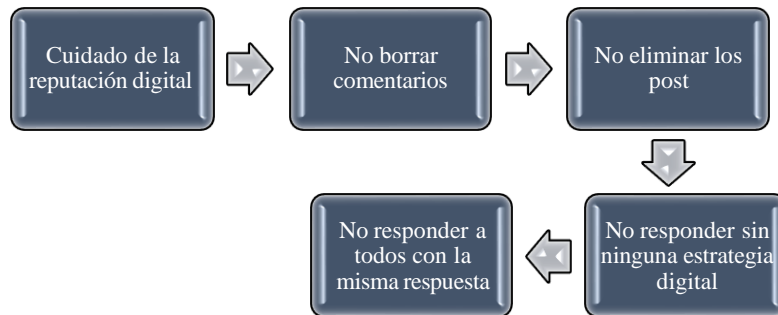 Cuidado de la
reputación digital
No borrar
comentarios
No eliminar los
post
No responder sin
ninguna estrategia
digital
No responder a
todos con la
misma respuesta